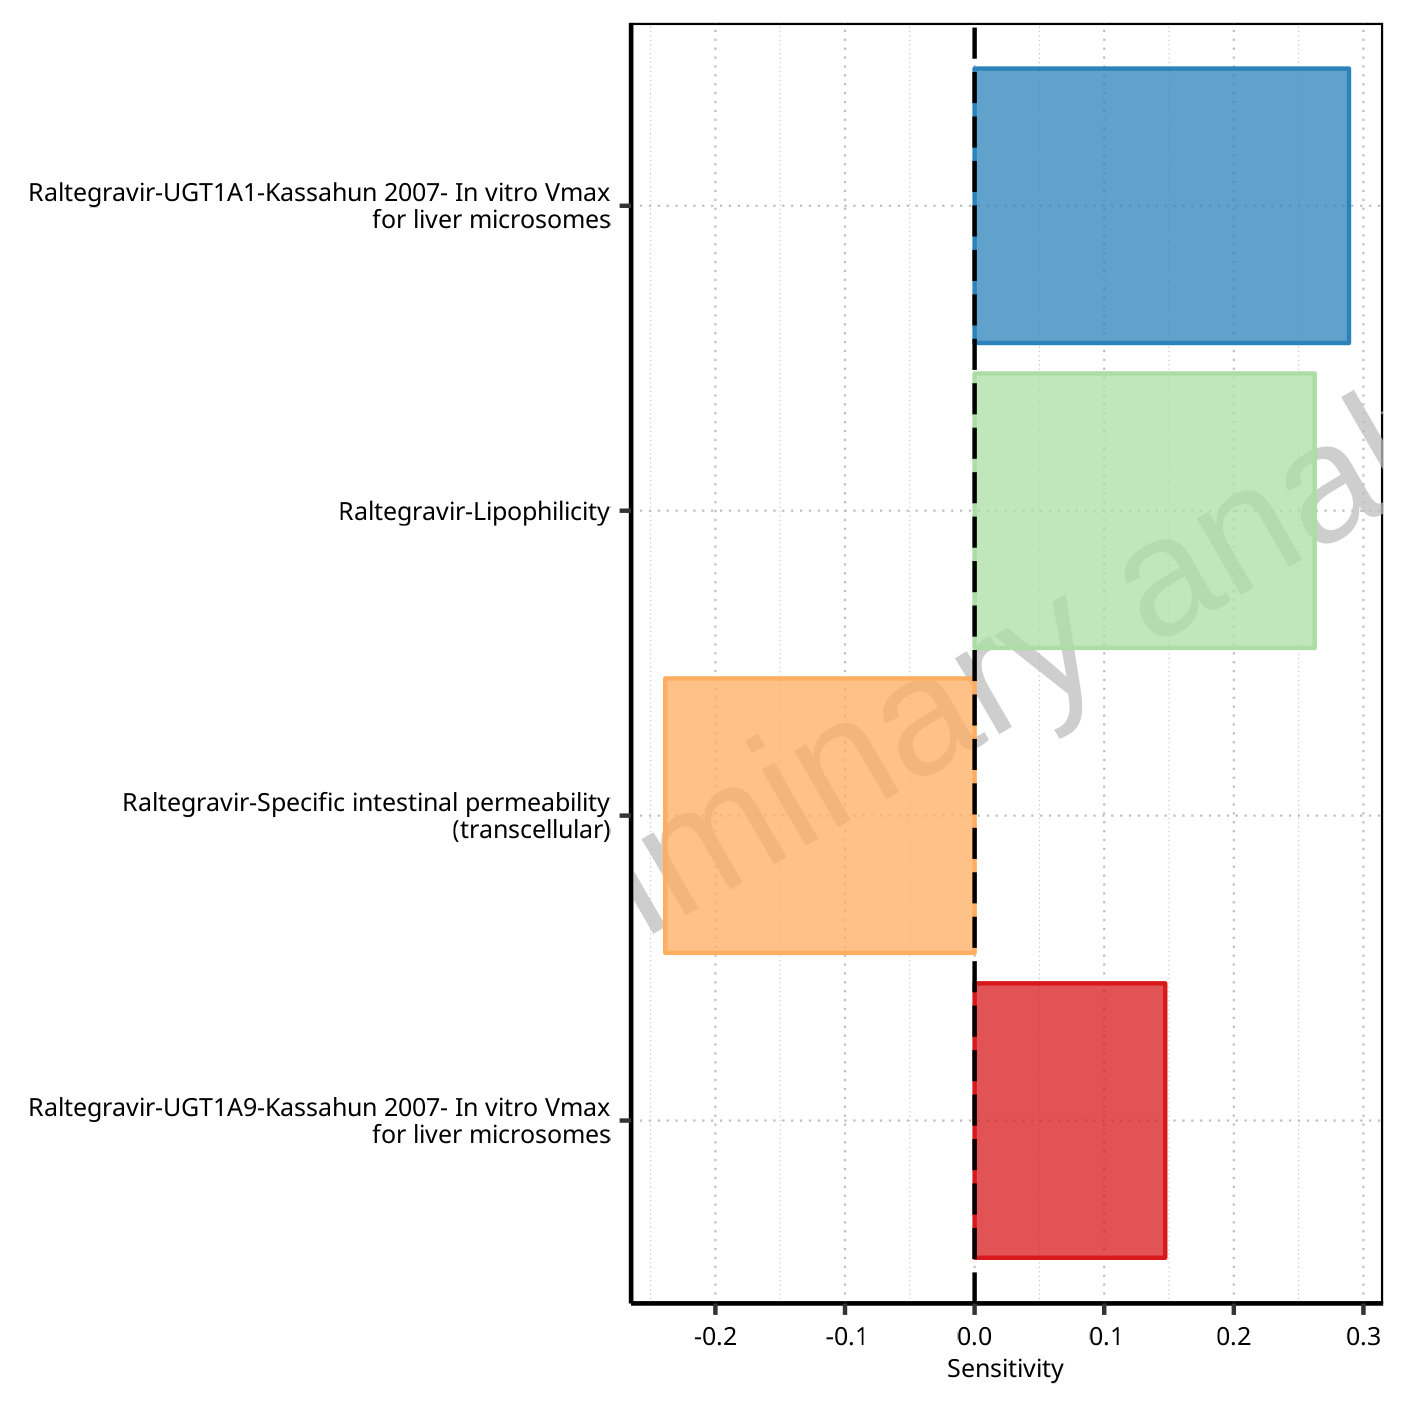 Raltegravir-UGT1A1-Kassahun 2007- In vitro Vmax
for liver microsomes
Raltegravir-Lipophilicity
Raltegravir-Specific intestinal permeability
(transcellular)
Raltegravir-UGT1A9-Kassahun 2007- In vitro Vmax
for liver microsomes
minary anal
-0.2 -0.1 0.0 0.1 0.2 0.3
Sensitivity